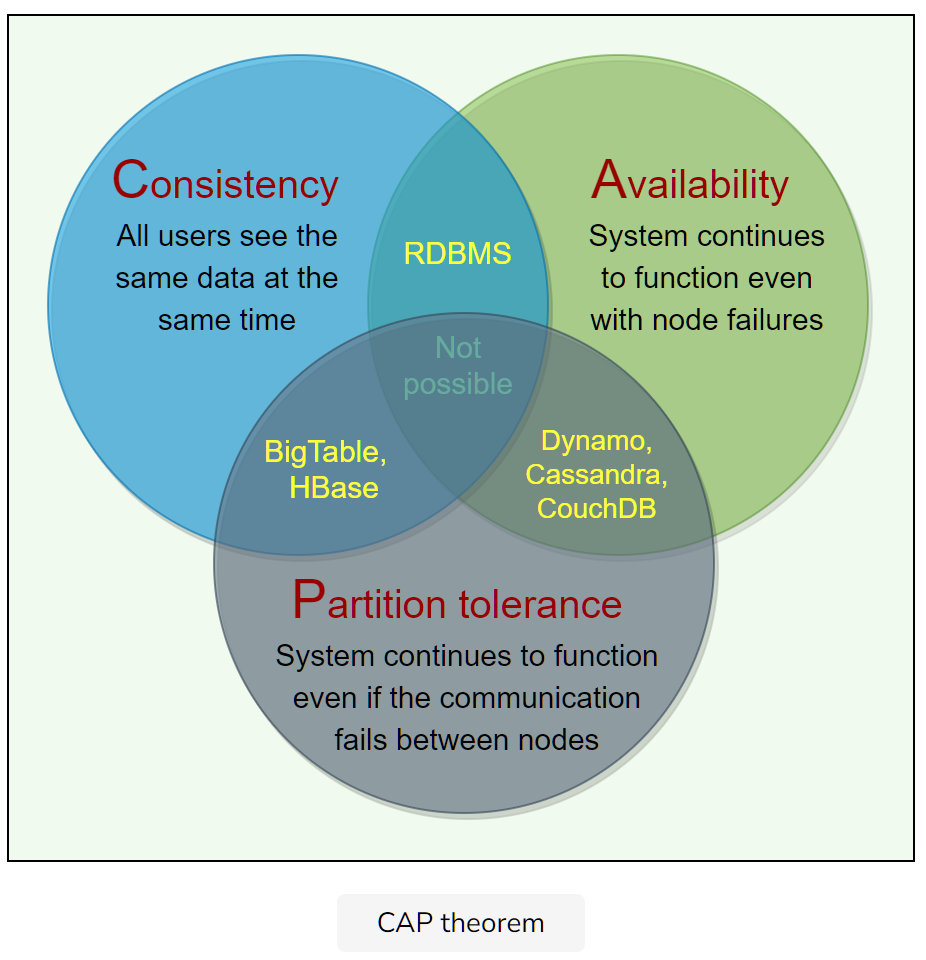 Consistency
All users see the
same data at the
same time
Availability
System continues
to function even
with node failures
RDBMS
Not
possible
BigTable,
HBase
Dynamo,
Cassandra,
CouchDB
Partition tolerance
System continues to function
even if the communication
fails between nodes
CAP theorem